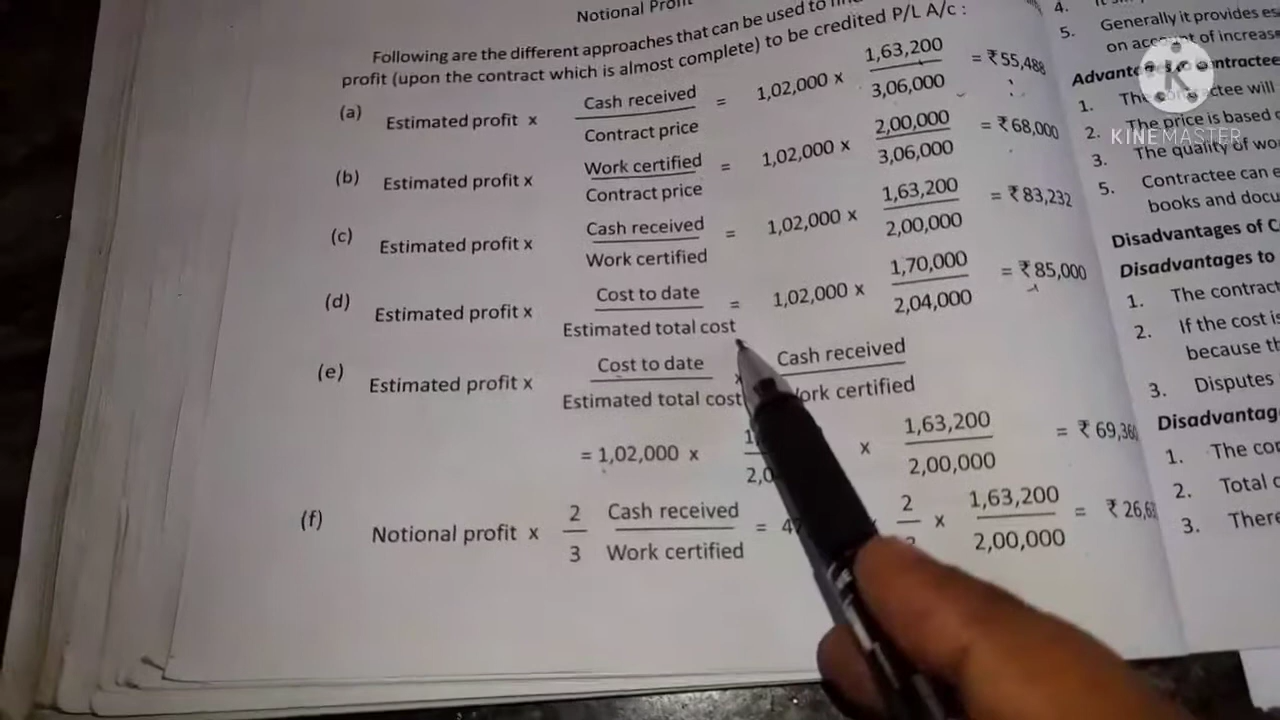 Notional Profit
Following are the different approaches that can be used to
profit (upon the contract which is almost complete) to be credited P/L A/c :
(a) Estimated profit x Cash received / Contract price = 1,02,000 x 1,63,200 / 3,06,000 = ₹55,488
(b) Estimated profit x Work certified / Contract price = 1,02,000 x 2,00,000 / 3,06,000 = ₹68,000
(c) Estimated profit x Cash received / Work certified = 1,02,000 x 1,63,200 / 2,00,000 = ₹83,232
(d) Estimated profit x Cost to date / Estimated total cost = 1,02,000 x 1,70,000 / 2,04,000 = ₹85,000
(e) Estimated profit x Cost to date / Estimated total cost x Cash received / Work certified
= 1,02,000 x x 1,63,200 / 2,00,000 = ₹69,360
(f) Notional profit x 2 / 3 Cash received / Work certified = 2 / x 1,63,200 / 2,00,000 = ₹26,6
4.
5. Generally it provides
on account of
Advant
1. The contractee will
2. The price is based
3. The quality of
5. Contractee can
books and
Disadvantages of C
Disadvantages to
1. The contract
2. If the cost is
because
3. Disputes
Disadvantag
1. The
2. Total
3. There
K
KINEMASTER